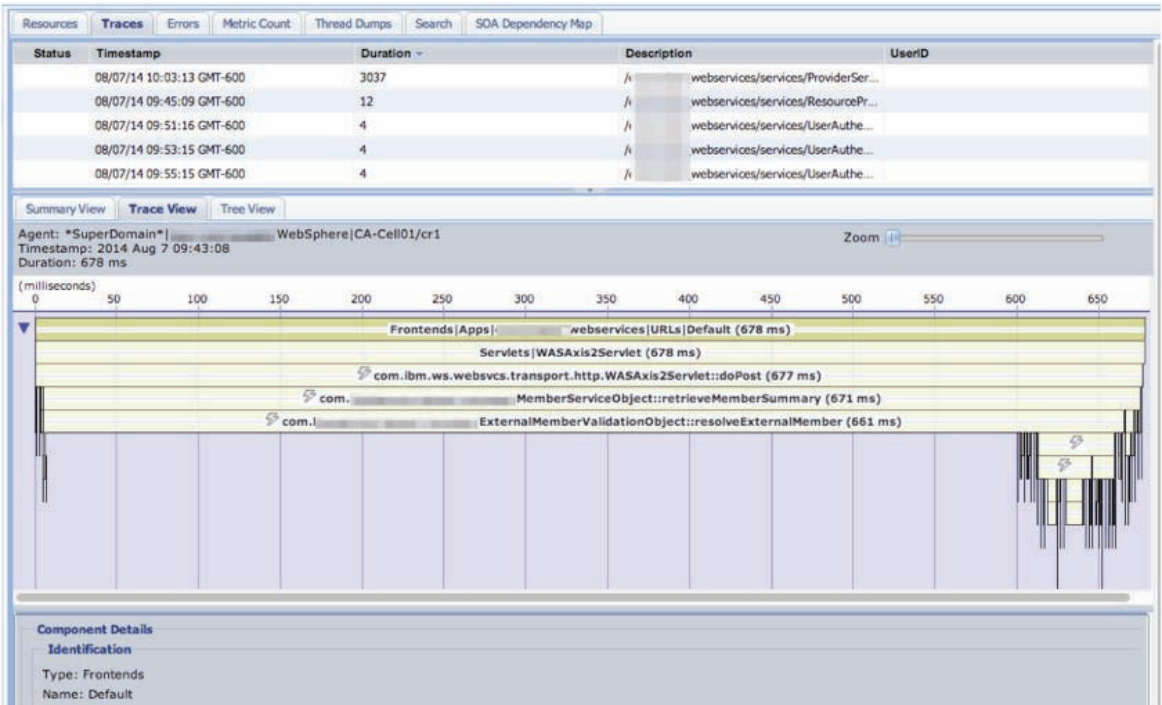 Resources Traces Errors Metric Count Thread Dumps Search SOA Dependency Map
Status Timestamp Duration Description UserID
08/07/14 10:03:13 GMT-600 3037 webservices/services/ProviderSer...
08/07/14 09:45:09 GMT-600 12 webservices/services/ResourcePr...
08/07/14 09:51:16 GMT-600 4 webservices/services/UserAuthe...
08/07/14 09:53:15 GMT-600 4 webservices/services/UserAuthe...
08/07/14 09:55:15 GMT-600 4 webservices/services/UserAuthe...
Summary View Trace View Tree View
Agent: *SuperDomain*| WebSphere|CA-Cell01/cr1
Zoom
Timestamp: 2014 Aug 7 09:43:08
Duration: 678 ms
(milliseconds)
0 50 100 150 200 250 300 350 400 450 500 550 600 650
Frontends|Apps| webservices|URLs|Default (678 ms)
Servlets|WASAxis2Servlet (678 ms)
com.ibm.ws.websvcs.transport.http.WASAxis2Servlet::doPost (677 ms)
com. MemberServiceObject::retrieveMemberSummary (671 ms)
com. ExternalMemberValidationObject::resolveExternalMember (661 ms)
Component Details
Identification
Type: Frontends
Name: Default